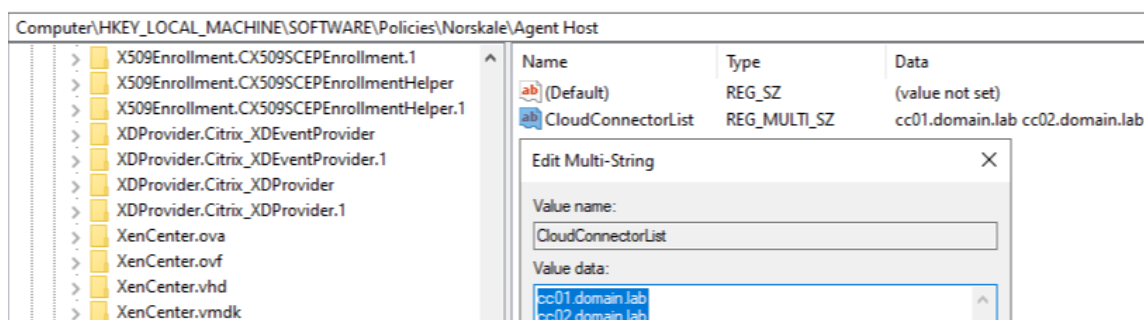 Computer\HKEY_LOCAL_MACHINE\SOFTWARE\Policies\Norskale\Agent Host
X509Enrollment.CX509SCEPEnrollment.1
X509Enrollment.CX509SCEPEnrollmentHelper
X509Enrollment.CX509SCEPEnrollmentHelper.1
XDProvider.Citrix_XDEventProvider
XDProvider.Citrix_XDEventProvider.1
XDProvider.Citrix_XDProvider
XDProvider.Citrix_XDProvider.1
XenCenter.ova
XenCenter.ovf
XenCenter.vhd
XenCenter.vmdk
Name Type Data
ab (Default) REG_SZ (value not set)
ab CloudConnectorList REG_MULTI_SZ cc01.domain.lab cc02.domain.lab
Edit Multi-String
Value name:
CloudConnectorList
Value data:
cc01.domain.lab
cc02.domain.lab